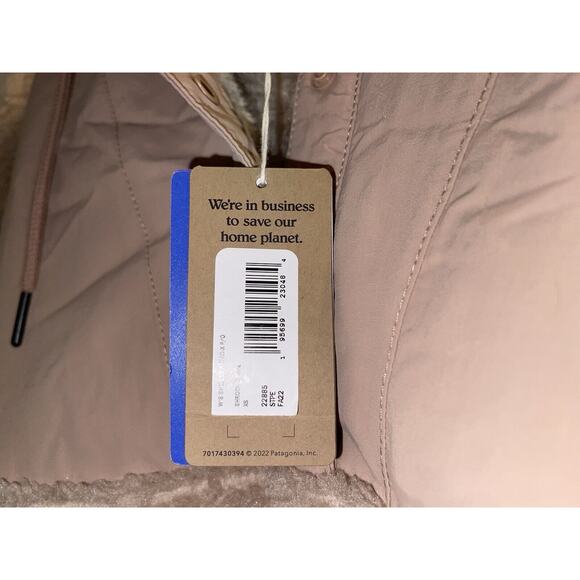 We're in business
to save our
home planet.
1 95699 23048 4
XS
22885
STPE
FA22
7017430394 © 2022 Patagonia, Inc.